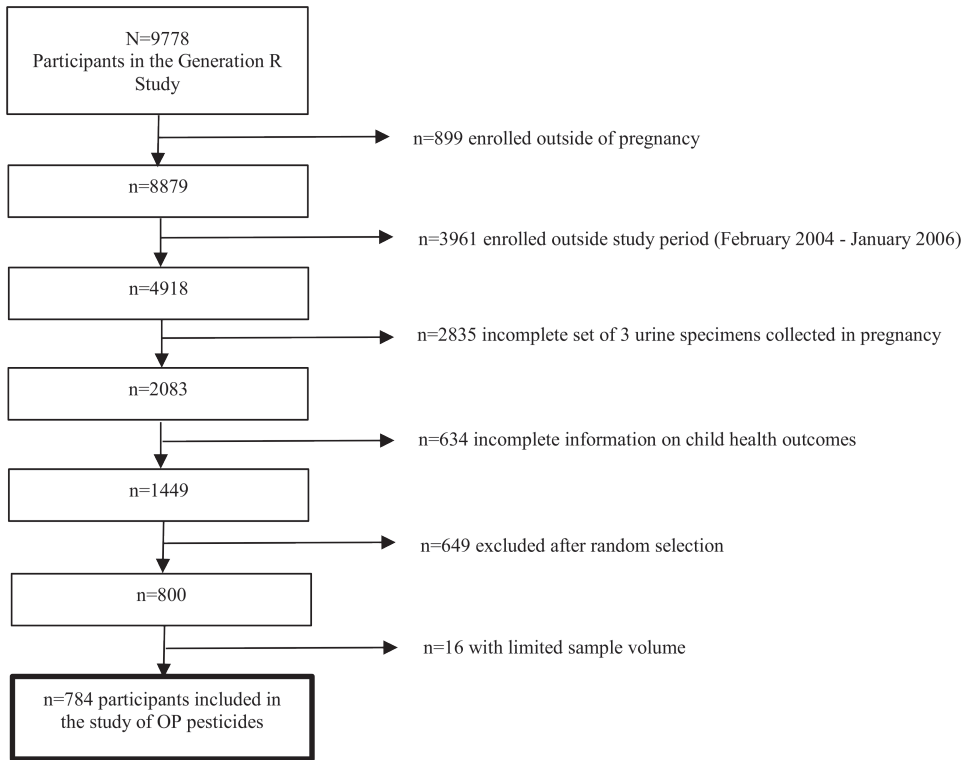 N=9778
Participants in the Generation R
Study
n=899 enrolled outside of pregnancy
n=8879
n=3961 enrolled outside study period (February 2004 - January 2006)
n=4918
n=2835 incomplete set of 3 urine specimens collected in pregnancy
n=2083
n=634 incomplete information on child health outcomes
n=1449
n=649 excluded after random selection
n=800
n=16 with limited sample volume
n=784 participants included in
the study of OP pesticides